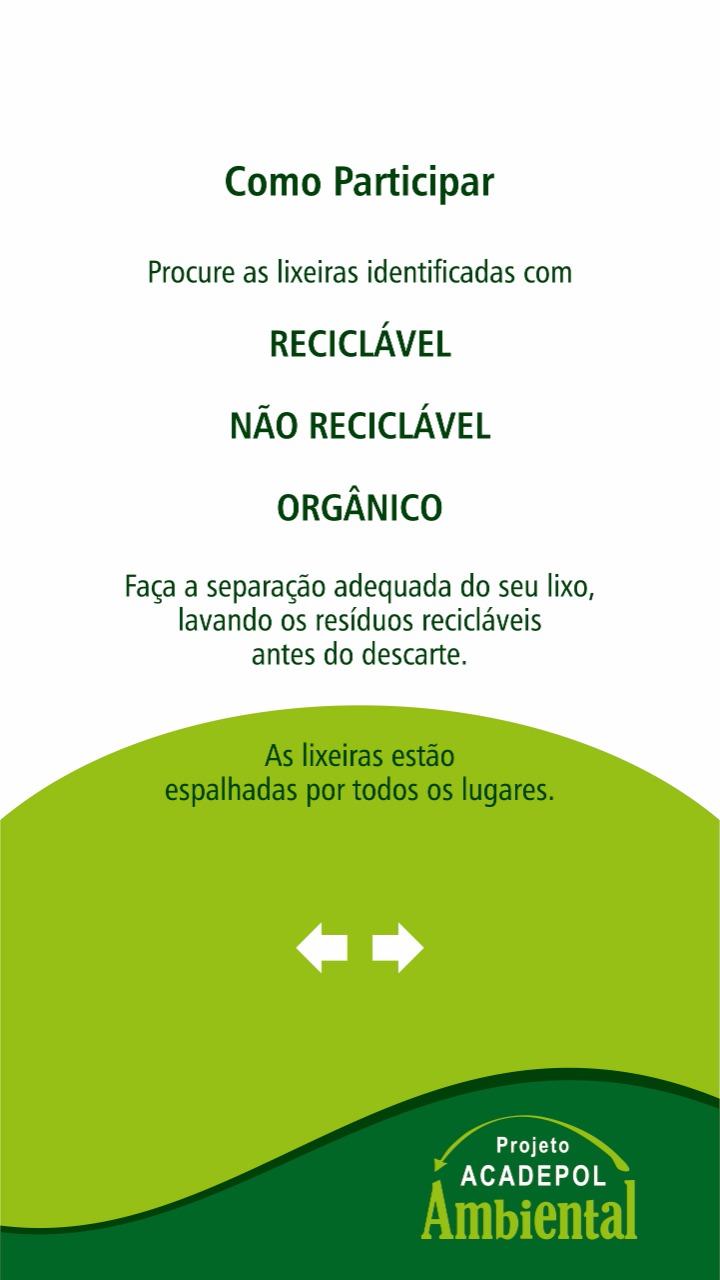 Como Participar
Procure as lixeiras identificadas com
RECICLÁVEL
NÃO RECICLÁVEL
ORGÂNICO
Faça a separação adequada do seu lixo,
lavando os resíduos recicláveis
antes do descarte.
As lixeiras estão
espalhadas por todos os lugares.
Projeto
ACADEPOL
Ambiental